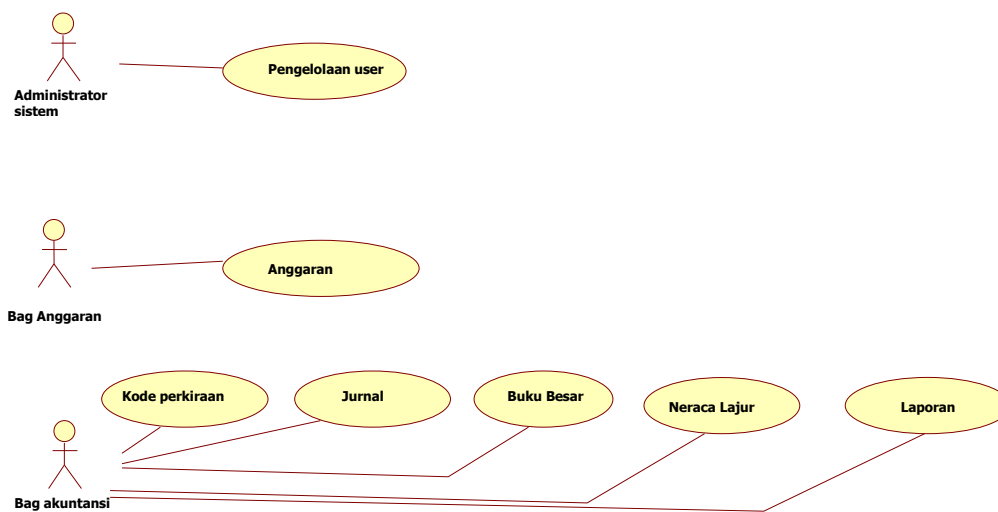 Pengelolaan user
Administrator
sistem
Anggaran
Bag Anggaran
Kode perkiraan
Jurnal
Buku Besar
Neraca Lajur
Laporan
Bag akuntansi